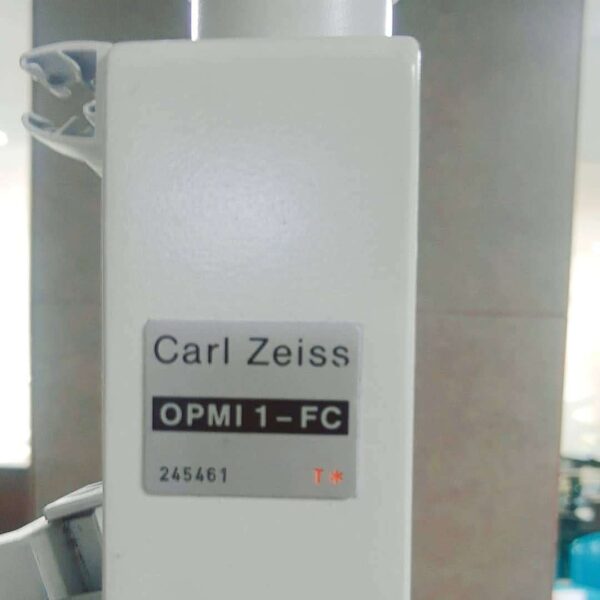 Carl Zeiss
OPMI 1-FC
245461 T*